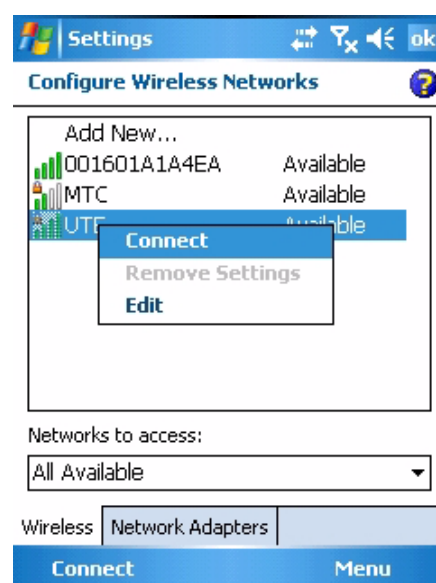 Settings ok
Configure Wireless Networks
Add New...
001601A1A4EA Available
MTC Available
UTE Available
Connect
Remove Settings
Edit
Networks to access:
All Available
Wireless Network Adapters
Connect Menu